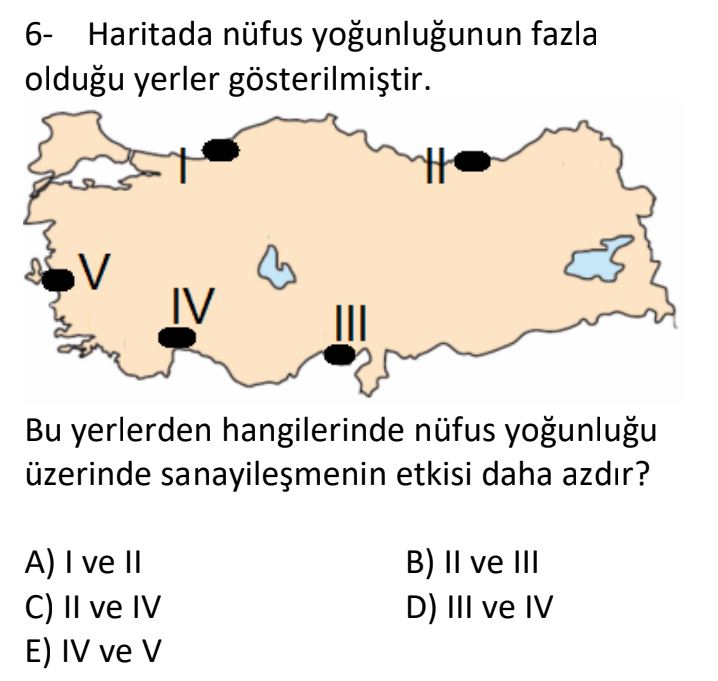 6- Haritada nüfus yoğunluğunun fazla
olduğu yerler gösterilmiştir.
I
II
V
IV
III
Bu yerlerden hangilerinde nüfus yoğunluğu
üzerinde sanayileşmenin etkisi daha azdır?
A) I ve II
B) II ve III
C) II ve IV
D) III ve IV
E) IV ve V